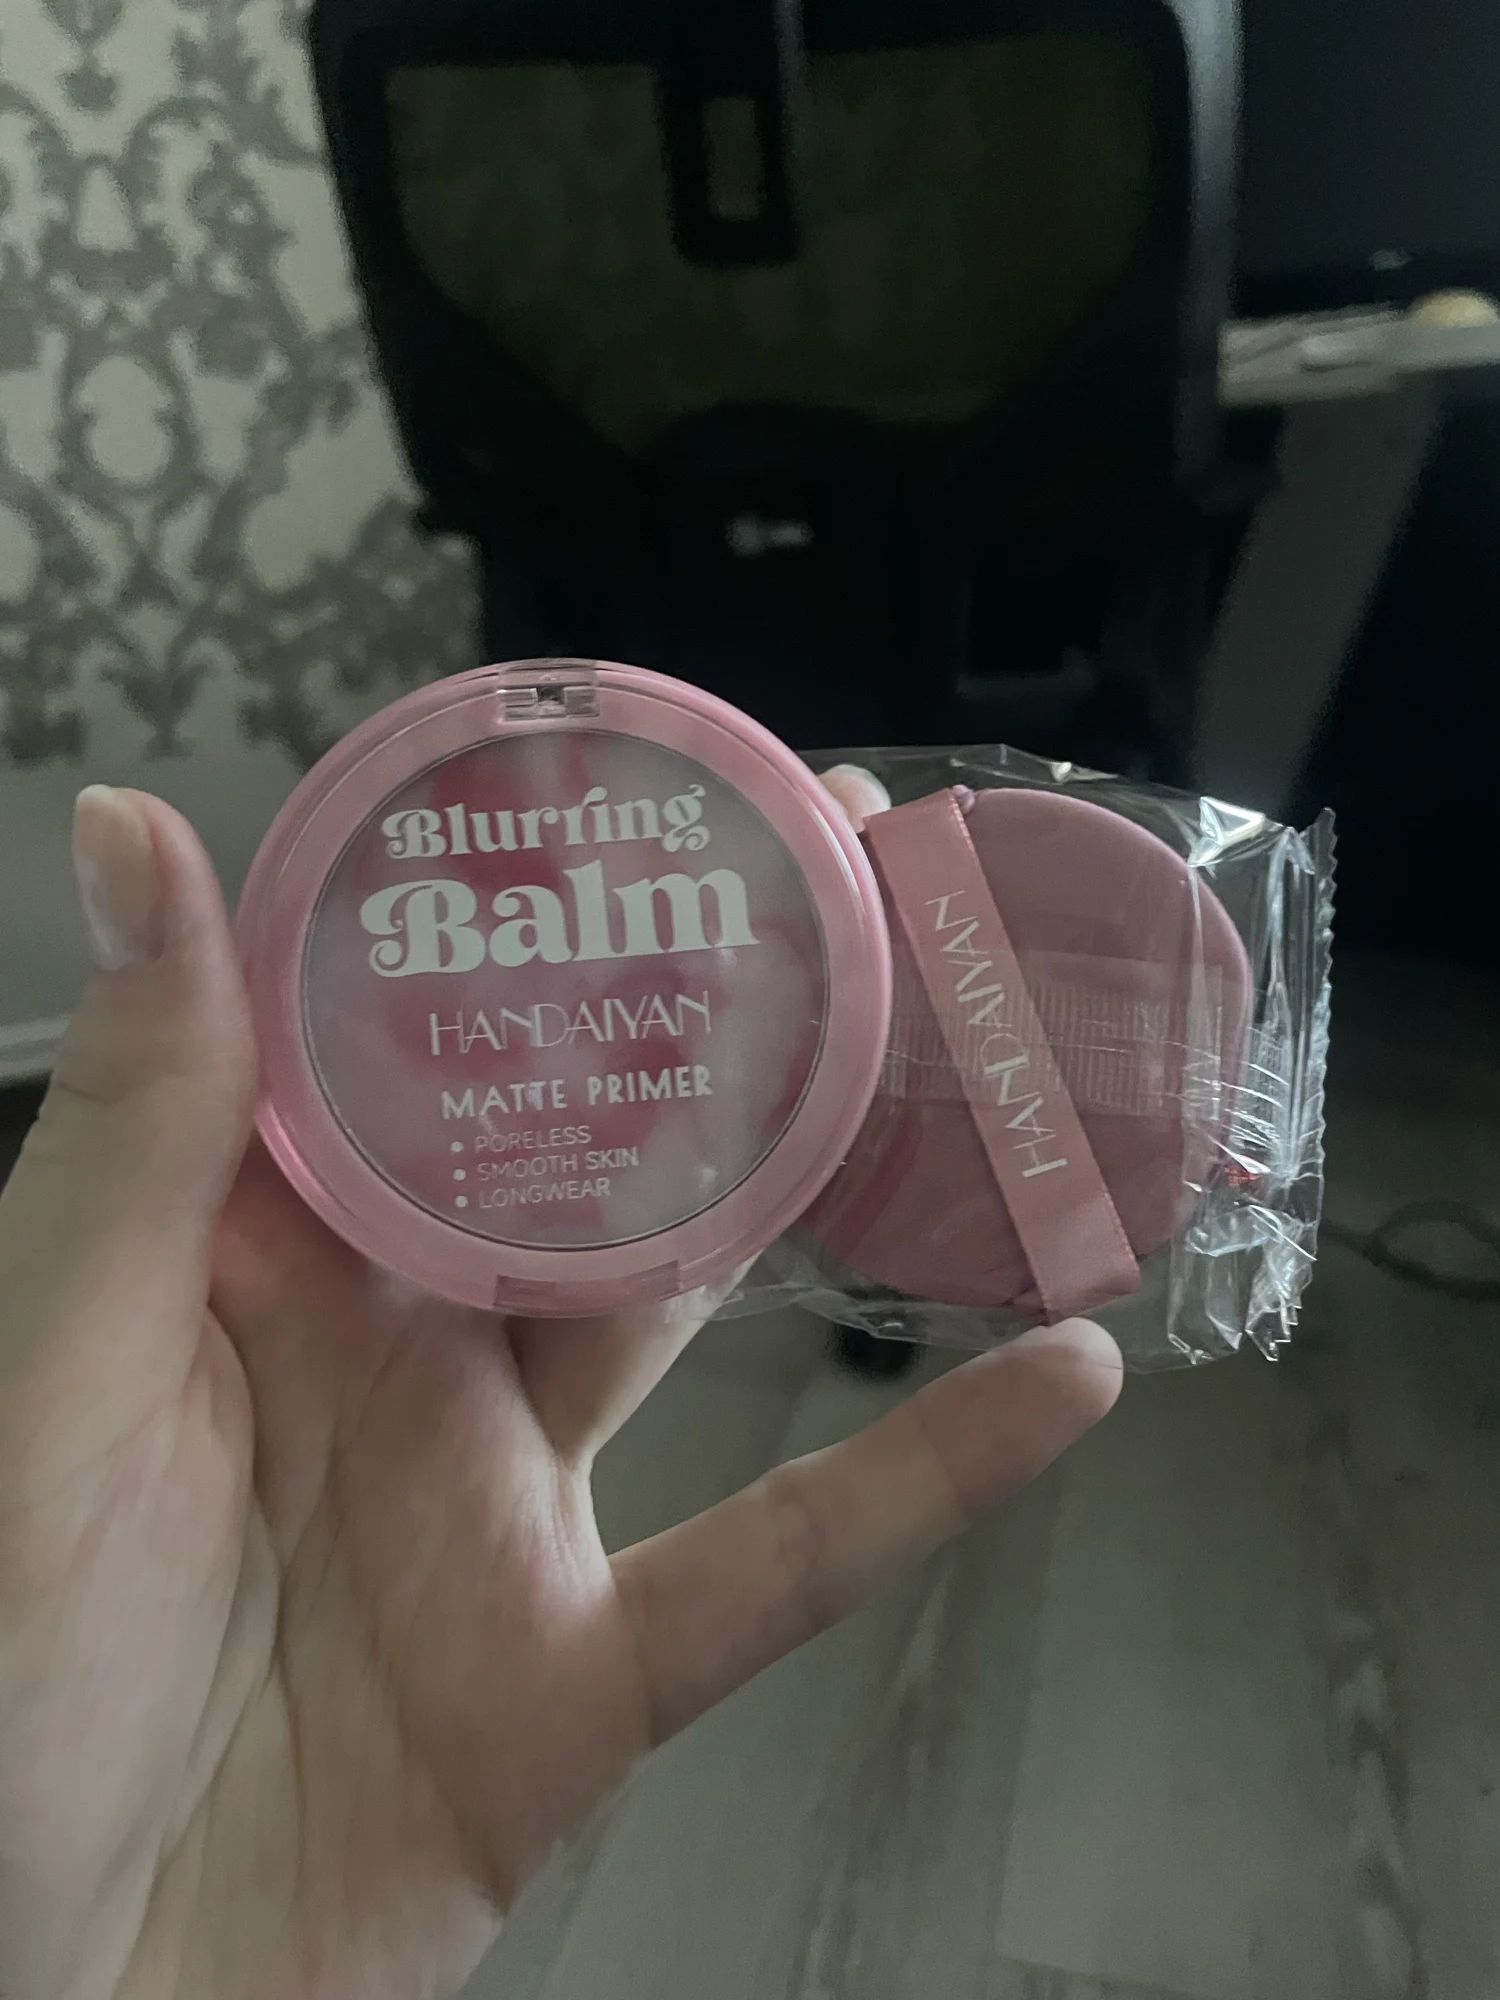 Blurring
Balm
HANDAIYAN
MATTE PRIMER
• PORELESS
• SMOOTH SKIN
• LONGWEAR
HANDAIYAN